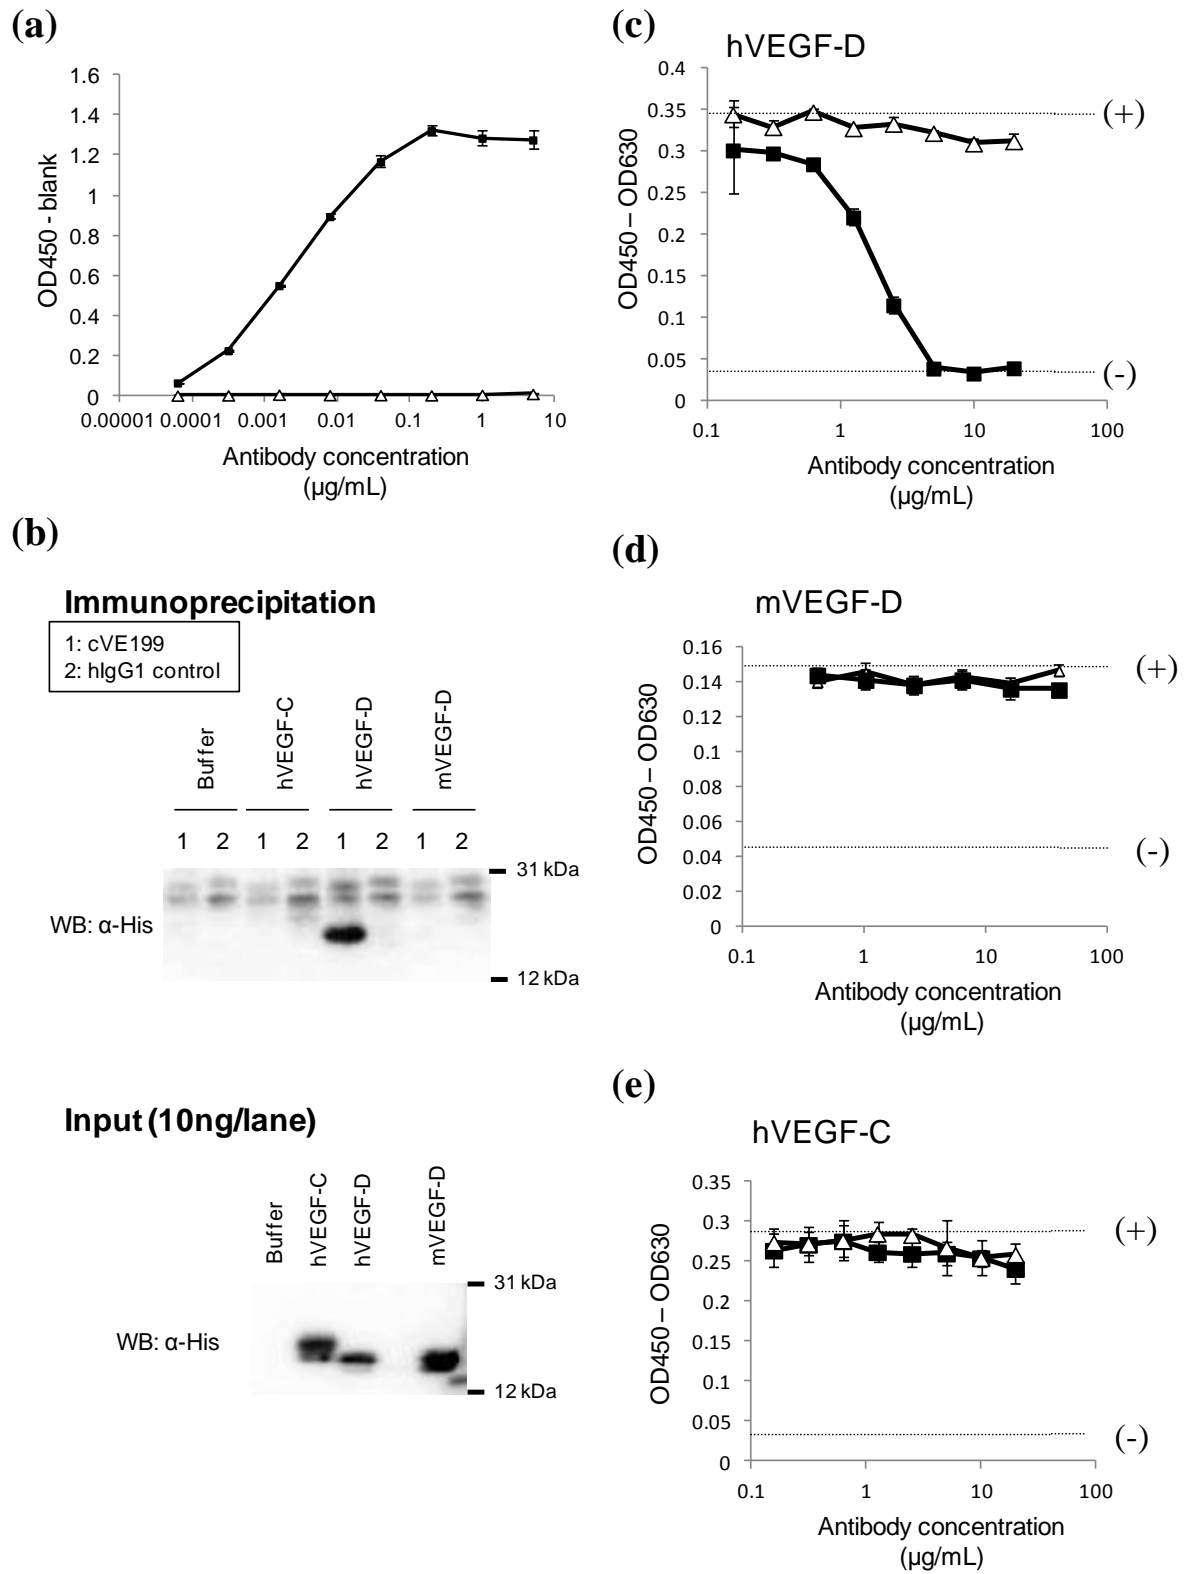 (a)
1.6
1.4
1.2
1
0.8
0.6
0.4
0.2
0
OD450 - blank
0.00001 0.0001 0.001 0.01 0.1 1 10
Antibody concentration
(µg/mL)
(b)
Immunoprecipitation
1: cVE199
2: hIgG1 control
Buffer
hVEGF-C
hVEGF-D
mVEGF-D
1 2 1 2 1 2 1 2
31 kDa
WB: α-His
12 kDa
Input (10ng/lane)
Buffer
hVEGF-C
hVEGF-D
mVEGF-D
31 kDa
WB: α-His
12 kDa
(c)
hVEGF-D
0.4
0.35
0.3
0.25
0.2
0.15
0.1
0.05
0
OD450 – OD630
(+)
(-)
0.1 1 10 100
Antibody concentration
(µg/mL)
(d)
mVEGF-D
0.16
0.14
0.12
0.1
0.08
0.06
0.04
0.02
0
OD450 – OD630
(+)
(-)
0.1 1 10 100
Antibody concentration
(µg/mL)
(e)
hVEGF-C
0.35
0.3
0.25
0.2
0.15
0.1
0.05
0
OD450 – OD630
(+)
(-)
0.1 1 10 100
Antibody concentration
(µg/mL)